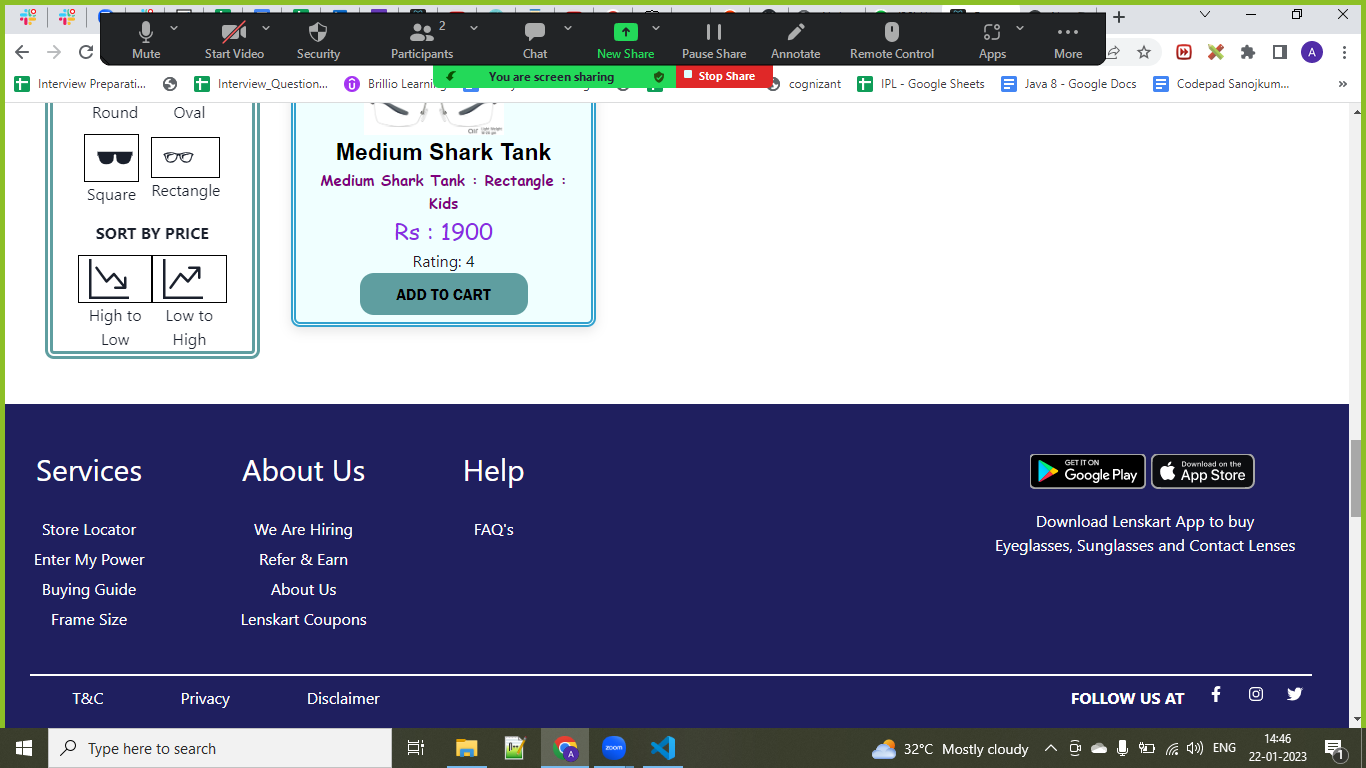 Mute
Start Video
Security
Participants
2
Chat
New Share
Pause Share
Annotate
Remote Control
Apps
More
You are screen sharing
Stop Share
A
Interview Preparati...
Interview_Question...
Brillio Learning
cognizant
IPL - Google Sheets
Java 8 - Google Docs
Codepad Sanojkum...
»
Round
Oval
Square
Rectangle
SORT BY PRICE
High to
Low
Low to
High
Air
Medium Shark Tank
Medium Shark Tank : Rectangle :
Kids
Rs : 1900
Rating: 4
ADD TO CART
Services
Store Locator
Enter My Power
Buying Guide
Frame Size
About Us
We Are Hiring
Refer & Earn
About Us
Lenskart Coupons
Help
FAQ's
GET IT ON
Google Play
Download on the
App Store
Download Lenskart App to buy
Eyeglasses, Sunglasses and Contact Lenses
T&C
Privacy
Disclaimer
FOLLOW US AT
Type here to search
A
zoom
32°C Mostly cloudy
ENG
14:46
22-01-2023
1